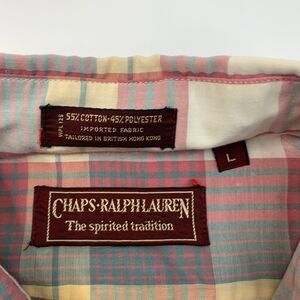 55% COTTON-45% POLYESTER
IMPORTED FABRIC
TAILORED IN BRITISH HONG KONG
L
CHAPS·RALPH LAUREN
The spirited tradition